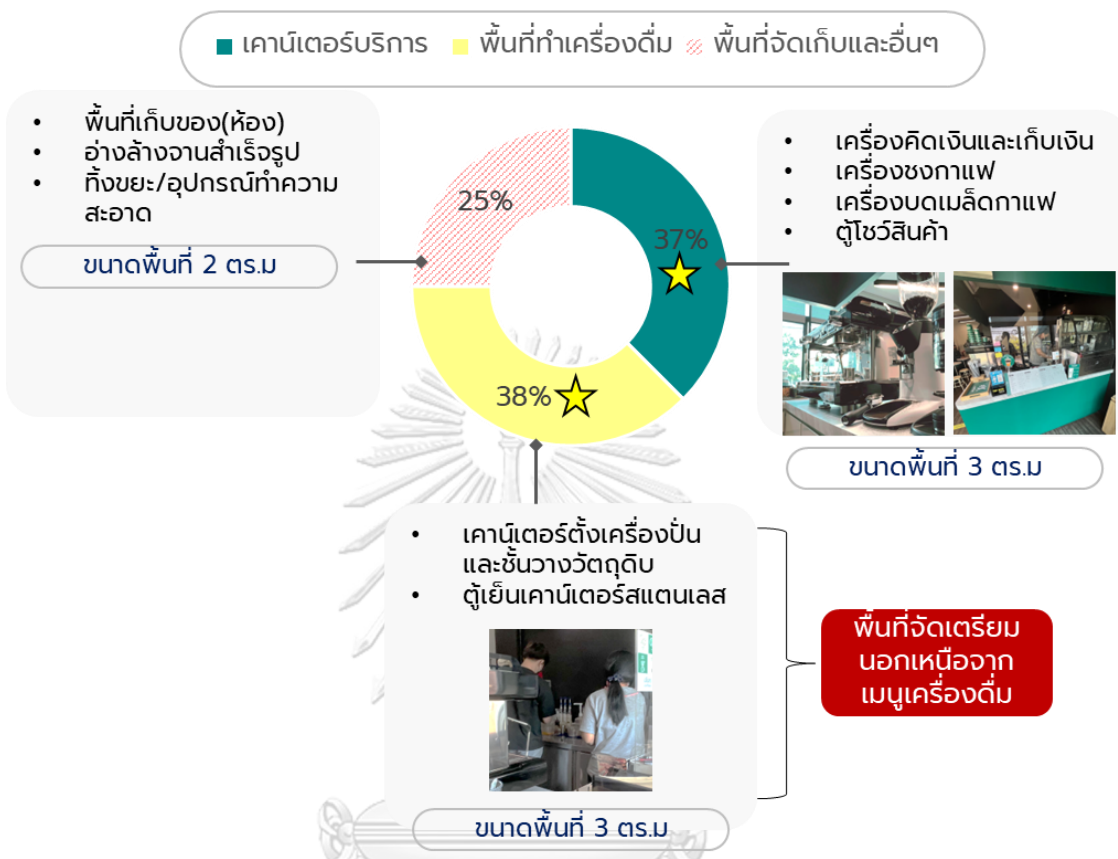 เคาน์เตอร์บริการ พื้นที่ทำเครื่องดื่ม พื้นที่จัดเก็บและอื่นๆ
• พื้นที่เก็บของ(ห้อง)
• อ่างล้างจานสำเร็จรูป
• ทิ้งขยะ/อุปกรณ์ทำความ
สะอาด
ขนาดพื้นที่ 2 ตร.ม
25%
37%
38%
• เครื่องคิดเงินและเก็บเงิน
• เครื่องชงกาแฟ
• เครื่องบดเมล็ดกาแฟ
• ตู้โชว์สินค้า
ขนาดพื้นที่ 3 ตร.ม
• เคาน์เตอร์ตั้งเครื่องปั่น
และชั้นวางวัตถุดิบ
• ตู้เย็นเคาน์เตอร์สแตนเลส
ขนาดพื้นที่ 3 ตร.ม
พื้นที่จัดเตรียม
นอกเหนือจาก
เมนูเครื่องดื่ม